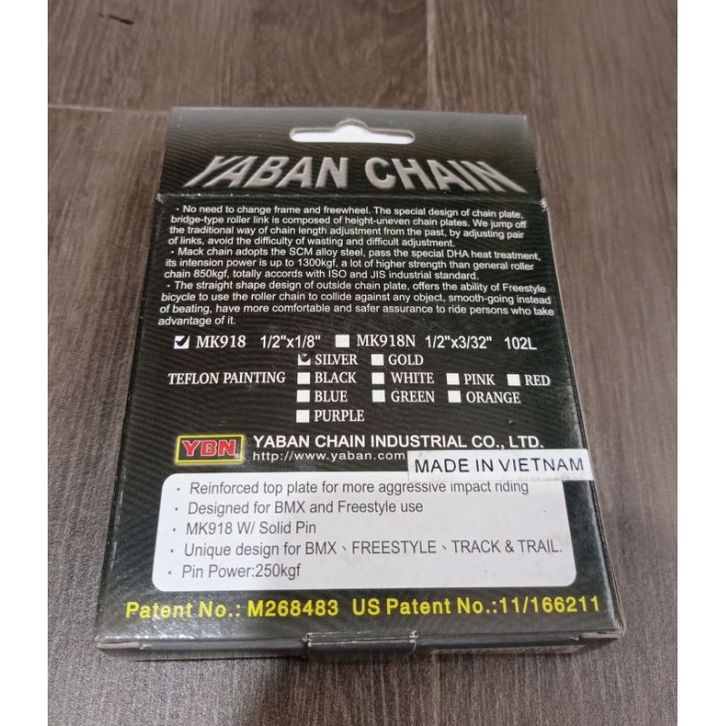 YABAN CHAIN
· No need to change frame and freewheel. The special design of chain plate,
bridge-type roller link is composed of height-uneven chain plates. We jump off
the traditional way of chain length adjustment from the past, by adjusting pair
of links, avoid the difficulty of wasting and difficult adjustment.
· Mack chain adopts the SCM alloy steel, pass the special DHA heat treatment,
its intension power is up to 1300kgf, a lot of higher strength than general roller
chain 850kgf, totally accords with ISO and JIS industrial standard.
· The straight shape design of outside chain plate, offers the ability of Freestyle
bicycle to use the roller chain to collide against any object, smooth-going instead
of beating, have more comfortable and safer assurance to ride persons who take
advantage of it.
MK918 1/2"x1/8" MK918N 1/2"x3/32" 102L
SILVER GOLD
TEFLON PAINTING BLACK WHITE PINK RED
BLUE GREEN ORANGE
PURPLE
YBN YABAN CHAIN INDUSTRIAL CO., LTD.
http://www.yaban.com
MADE IN VIETNAM
· Reinforced top plate for more aggressive impact riding
· Designed for BMX and Freestyle use
· MK918 W/ Solid Pin
· Unique design for BMX、FREESTYLE、TRACK & TRAIL.
· Pin Power:250kgf
Patent No.: M268483 US Patent No.:11/166211